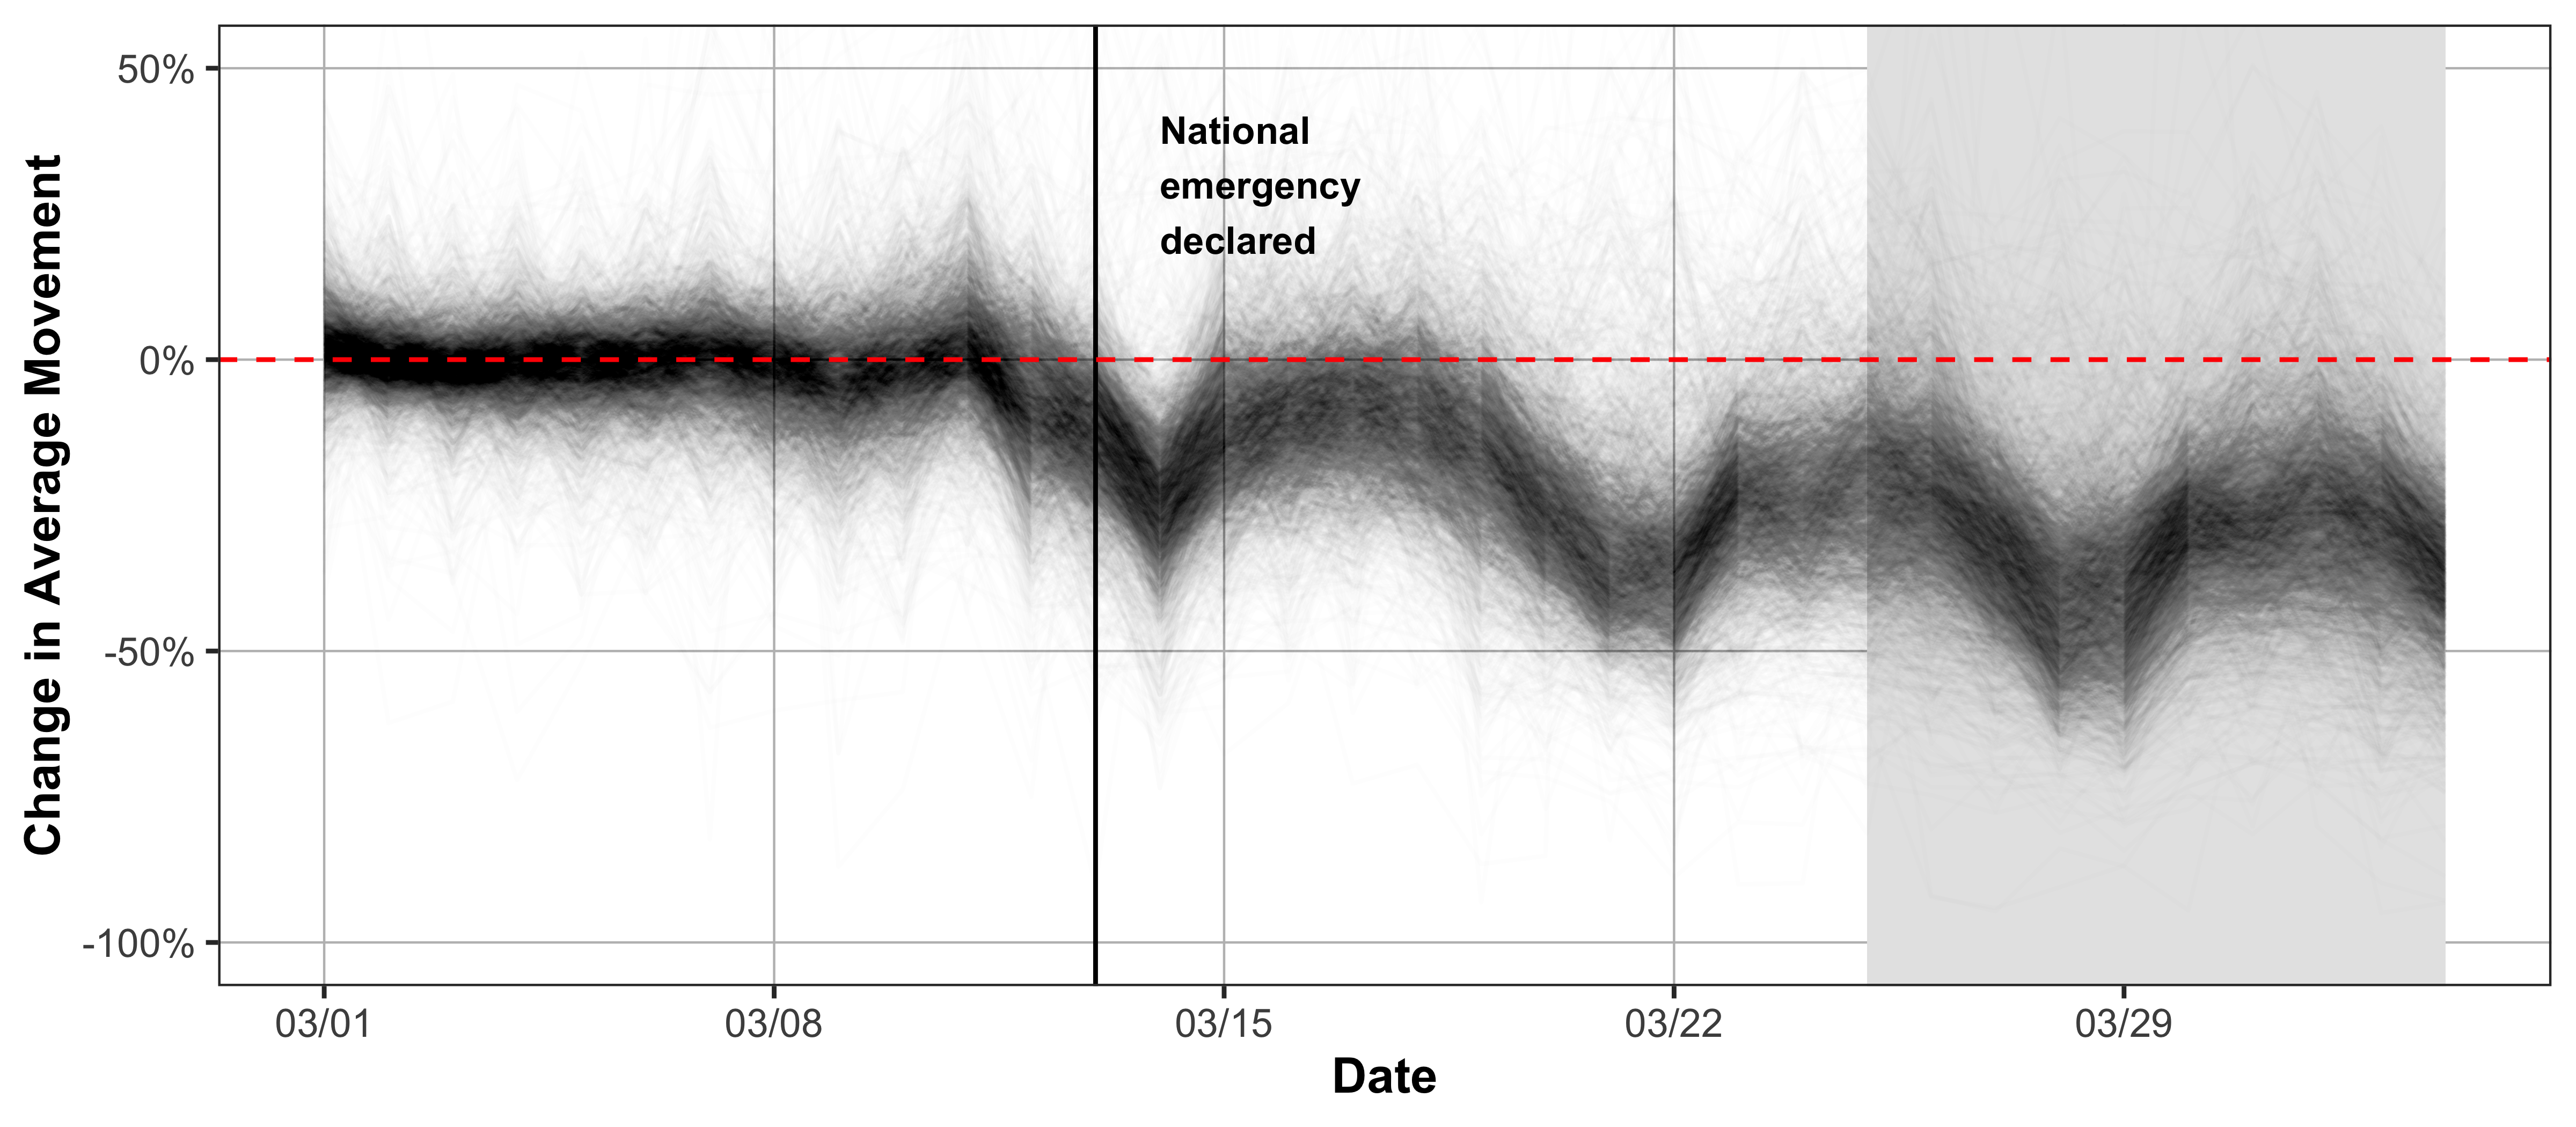 Change in Average Movement
50%
0%
-50%
-100%
National
emergency
declared
03/01
03/08
03/15
03/22
03/29
Date